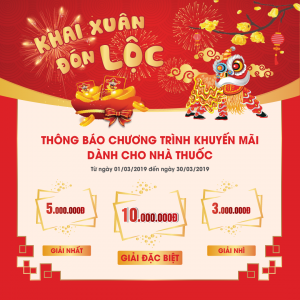 KHAI XUÂN
ĐÓN LỘC
THÔNG BÁO CHƯƠNG TRÌNH KHUYẾN MÃI
DÀNH CHO NHÀ THUỐC
Từ ngày 01/03/2019 đến ngày 30/03/2019
5.000.000Đ
10.000.000Đ
3.000.000Đ
GIẢI NHẤT
GIẢI ĐẶC BIỆT
GIẢI NHÌ